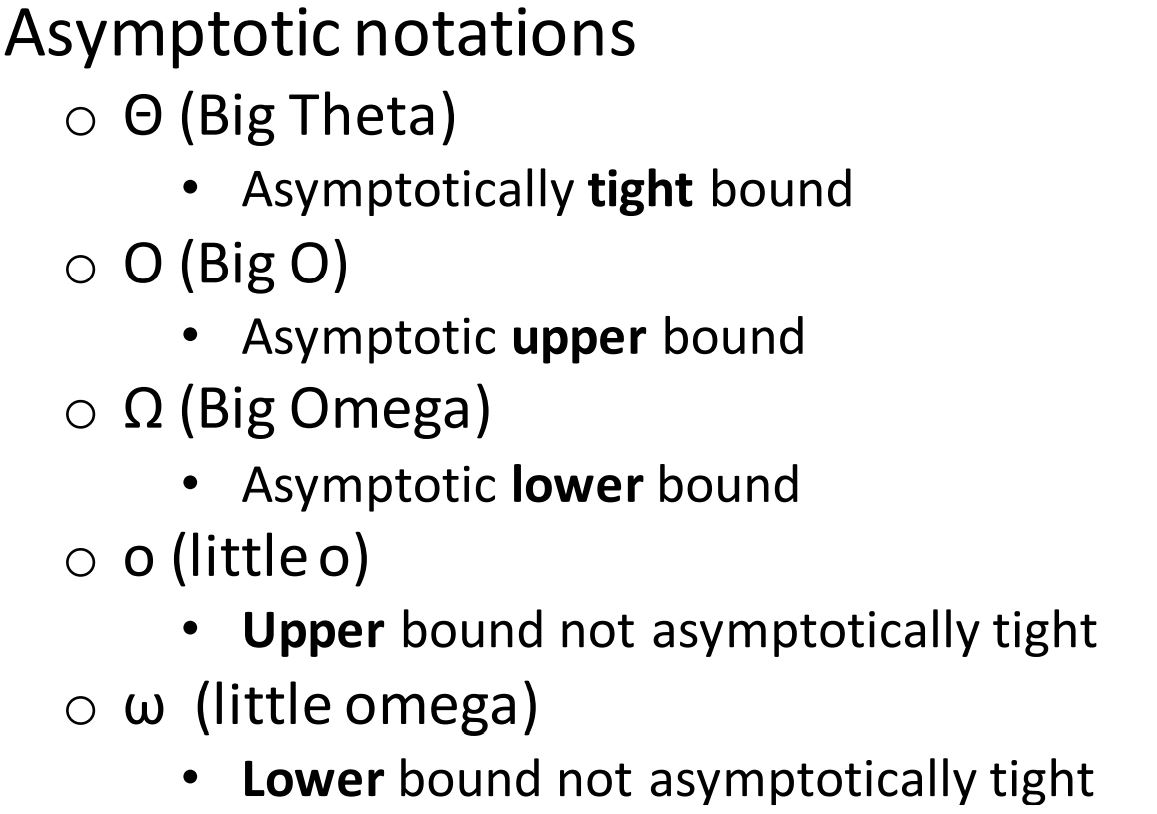 Asymptotic notations
o Θ (Big Theta)
• Asymptotically tight bound
o O (Big O)
• Asymptotic upper bound
o Ω (Big Omega)
• Asymptotic lower bound
o o (little o)
• Upper bound not asymptotically tight
o ω (little omega)
• Lower bound not asymptotically tight